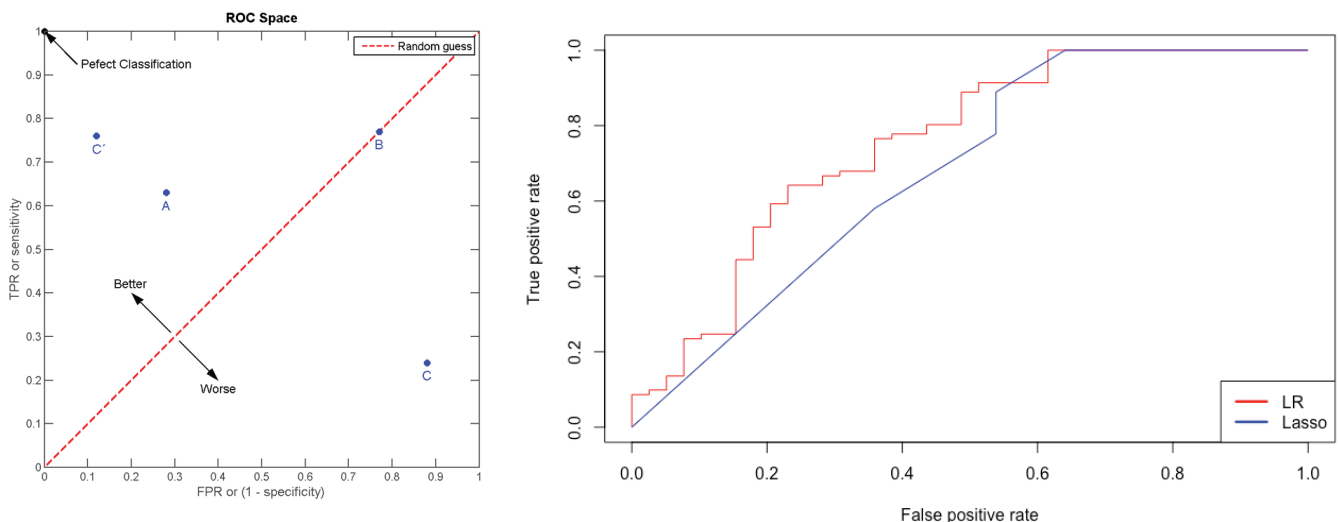 ROC Space
1
0.9
0.8
0.7
0.6
0.5
0.4
0.3
0.2
0.1
0
TPR or sensitivity
Random guess
Pefect Classification
C´
A
B
Better
Worse
C
0 0.1 0.2 0.3 0.4 0.5 0.6 0.7 0.8 0.9 1
FPR or (1 - specificity)
True positive rate
1.0
0.8
0.6
0.4
0.2
0.0
LR
Lasso
0.0 0.2 0.4 0.6 0.8 1.0
False positive rate